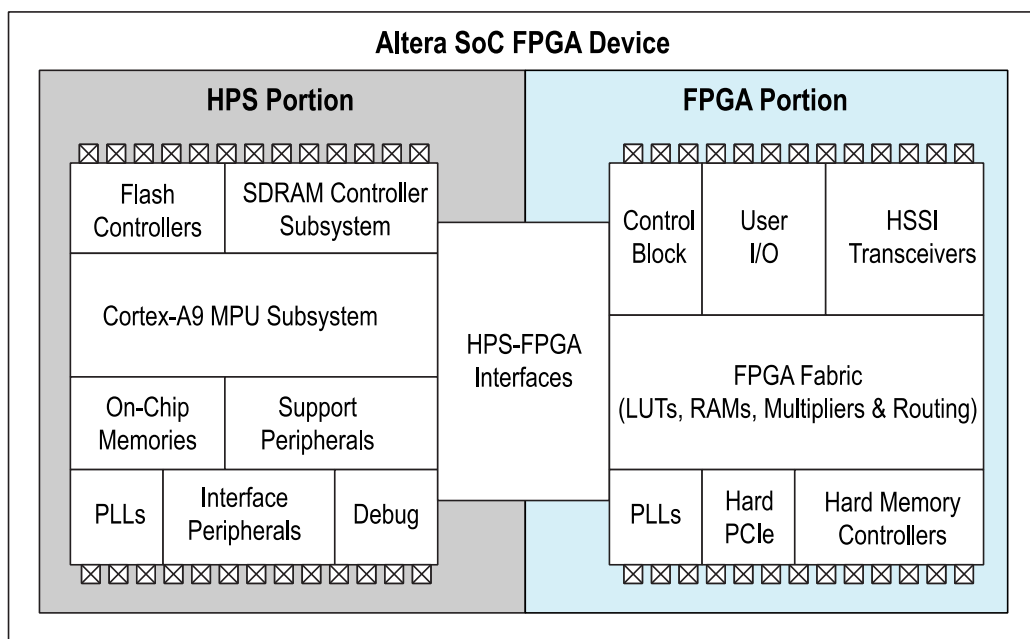 Altera SoC FPGA Device
HPS Portion
Flash
Controllers
SDRAM Controller
Subsystem
Cortex-A9 MPU Subsystem
On-Chip
Memories
Support
Peripherals
PLLs
Interface
Peripherals
Debug
HPS-FPGA
Interfaces
FPGA Portion
Control
Block
User
I/O
HSSI
Transceivers
FPGA Fabric
(LUTs, RAMs, Multipliers & Routing)
PLLs
Hard
PCIe
Hard Memory
Controllers